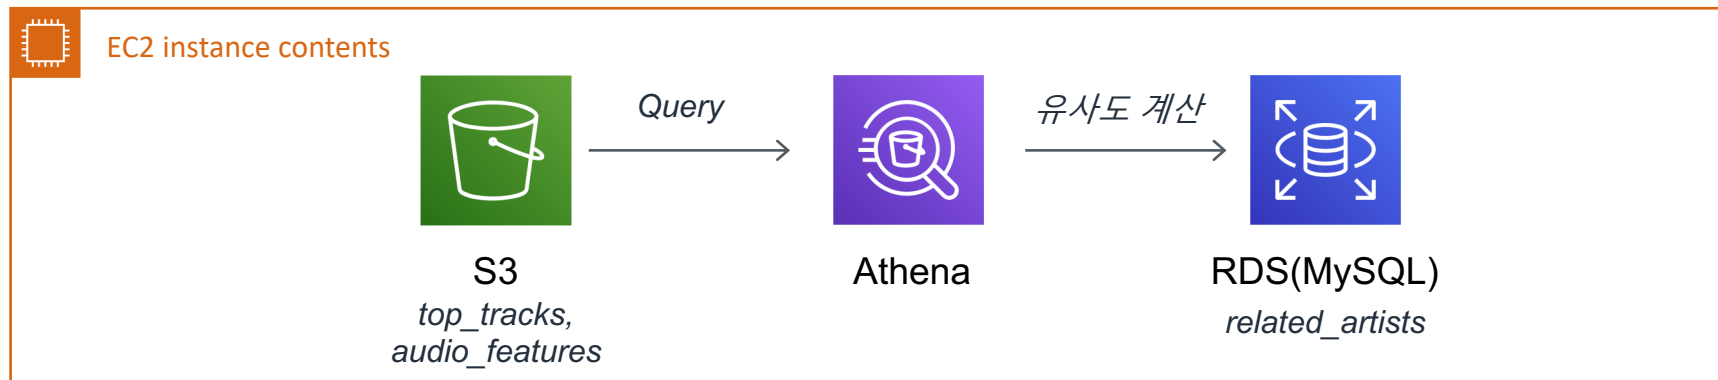 EC2 instance contents
Query
유사도 계산
S3
Athena
RDS(MySQL)
top_tracks,
audio_features
related_artists